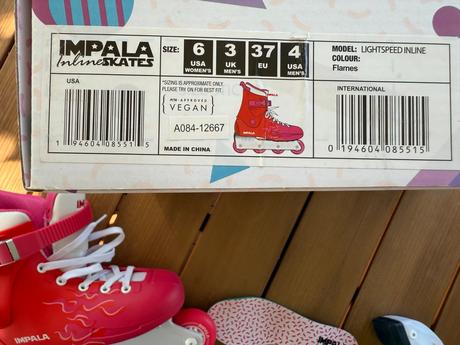 IMPALA
Inline SKATES
SIZE:
6 USA WOMEN'S
3 UK MEN'S
37 EU
4 USA MEN'S
MODEL: LIGHTSPEED INLINE
COLOUR:
Flames
USA
1 94604 08551 5
*SIZING IS APPROXIMATE ONLY.
PLEASE TRY ON FOR BEST FIT.
APPROVED
VEGAN
A084-12667
MADE IN CHINA
IMPALA
INTERNATIONAL
0 194604 085515
IMPALA
IMPALA